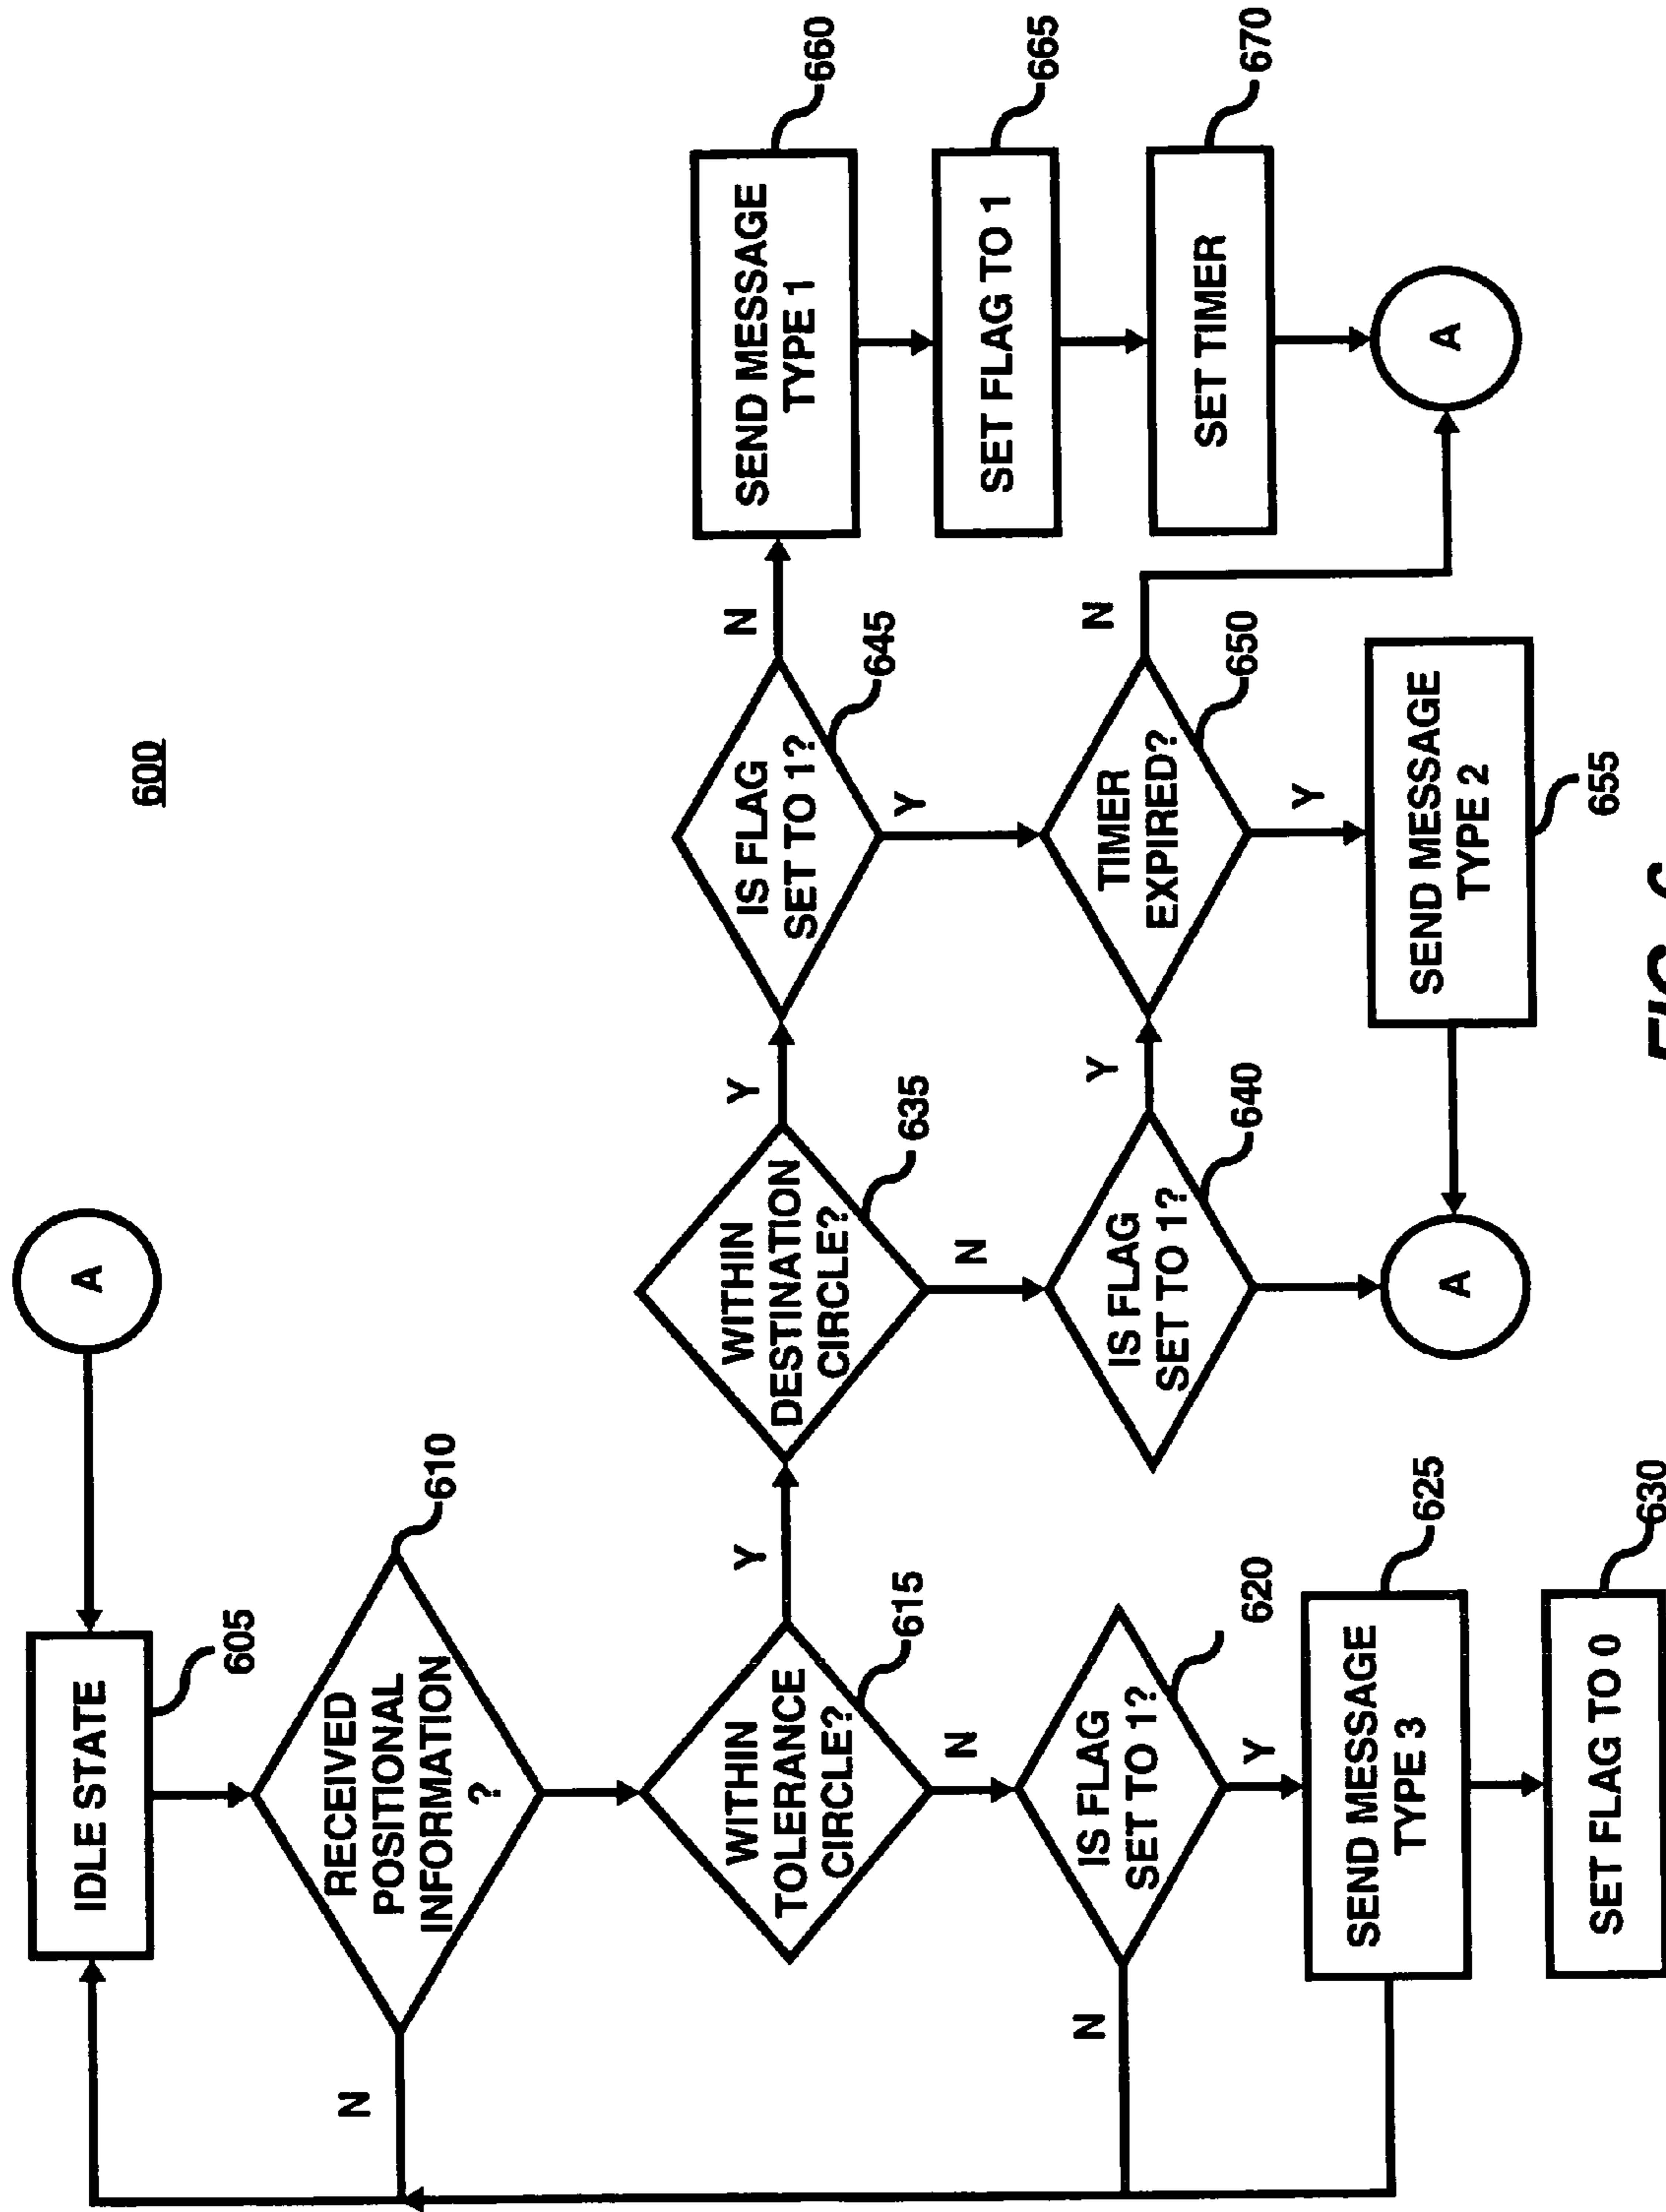 600
A
IDLE STATE
605
RECEIVED
POSITIONAL
INFORMATION
?
610
N
WITHIN
TOLERANCE
CIRCLE?
615
Y
N
IS FLAG
SET TO 1?
620
N
Y
SEND MESSAGE
TYPE 3
625
SET FLAG TO 0
630
WITHIN
DESTINATION
CIRCLE?
635
Y
N
IS FLAG
SET TO 1?
640
Y
A
IS FLAG
SET TO 1?
645
N
Y
TIMER
EXPIRED?
650
N
Y
SEND MESSAGE
TYPE 2
655
SEND MESSAGE
TYPE 1
660
SET FLAG TO 1
665
SET TIMER
670
A